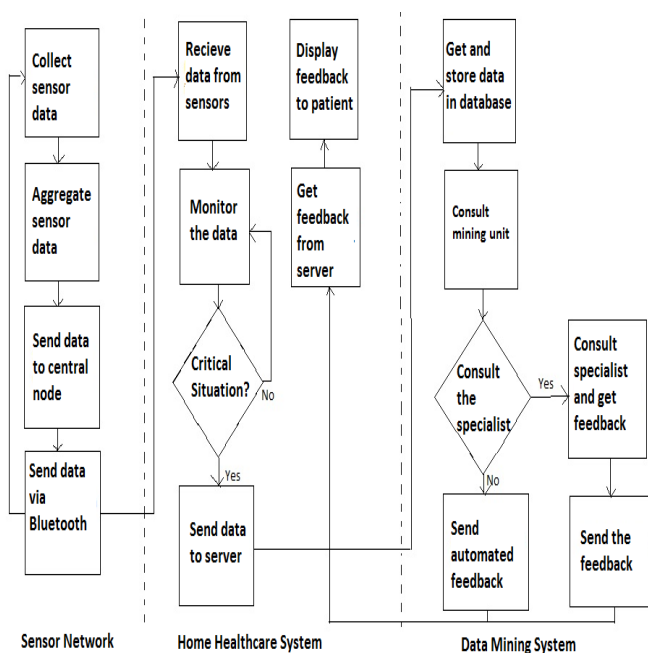 Collect
sensor
data
Aggregate
sensor
data
Send data
to central
node
Send data
via
Bluetooth
Sensor Network
Recieve
data from
sensors
Monitor
the data
Critical
Situation?
No
Yes
Send data
to server
Display
feedback
to patient
Get
feedback
from
server
Home Healthcare System
Get and
store data
in database
Consult
mining unit
Consult
the
specialist
Yes
No
Consult
specialist
and get
feedback
Send
automated
feedback
Send the
feedback
Data Mining System